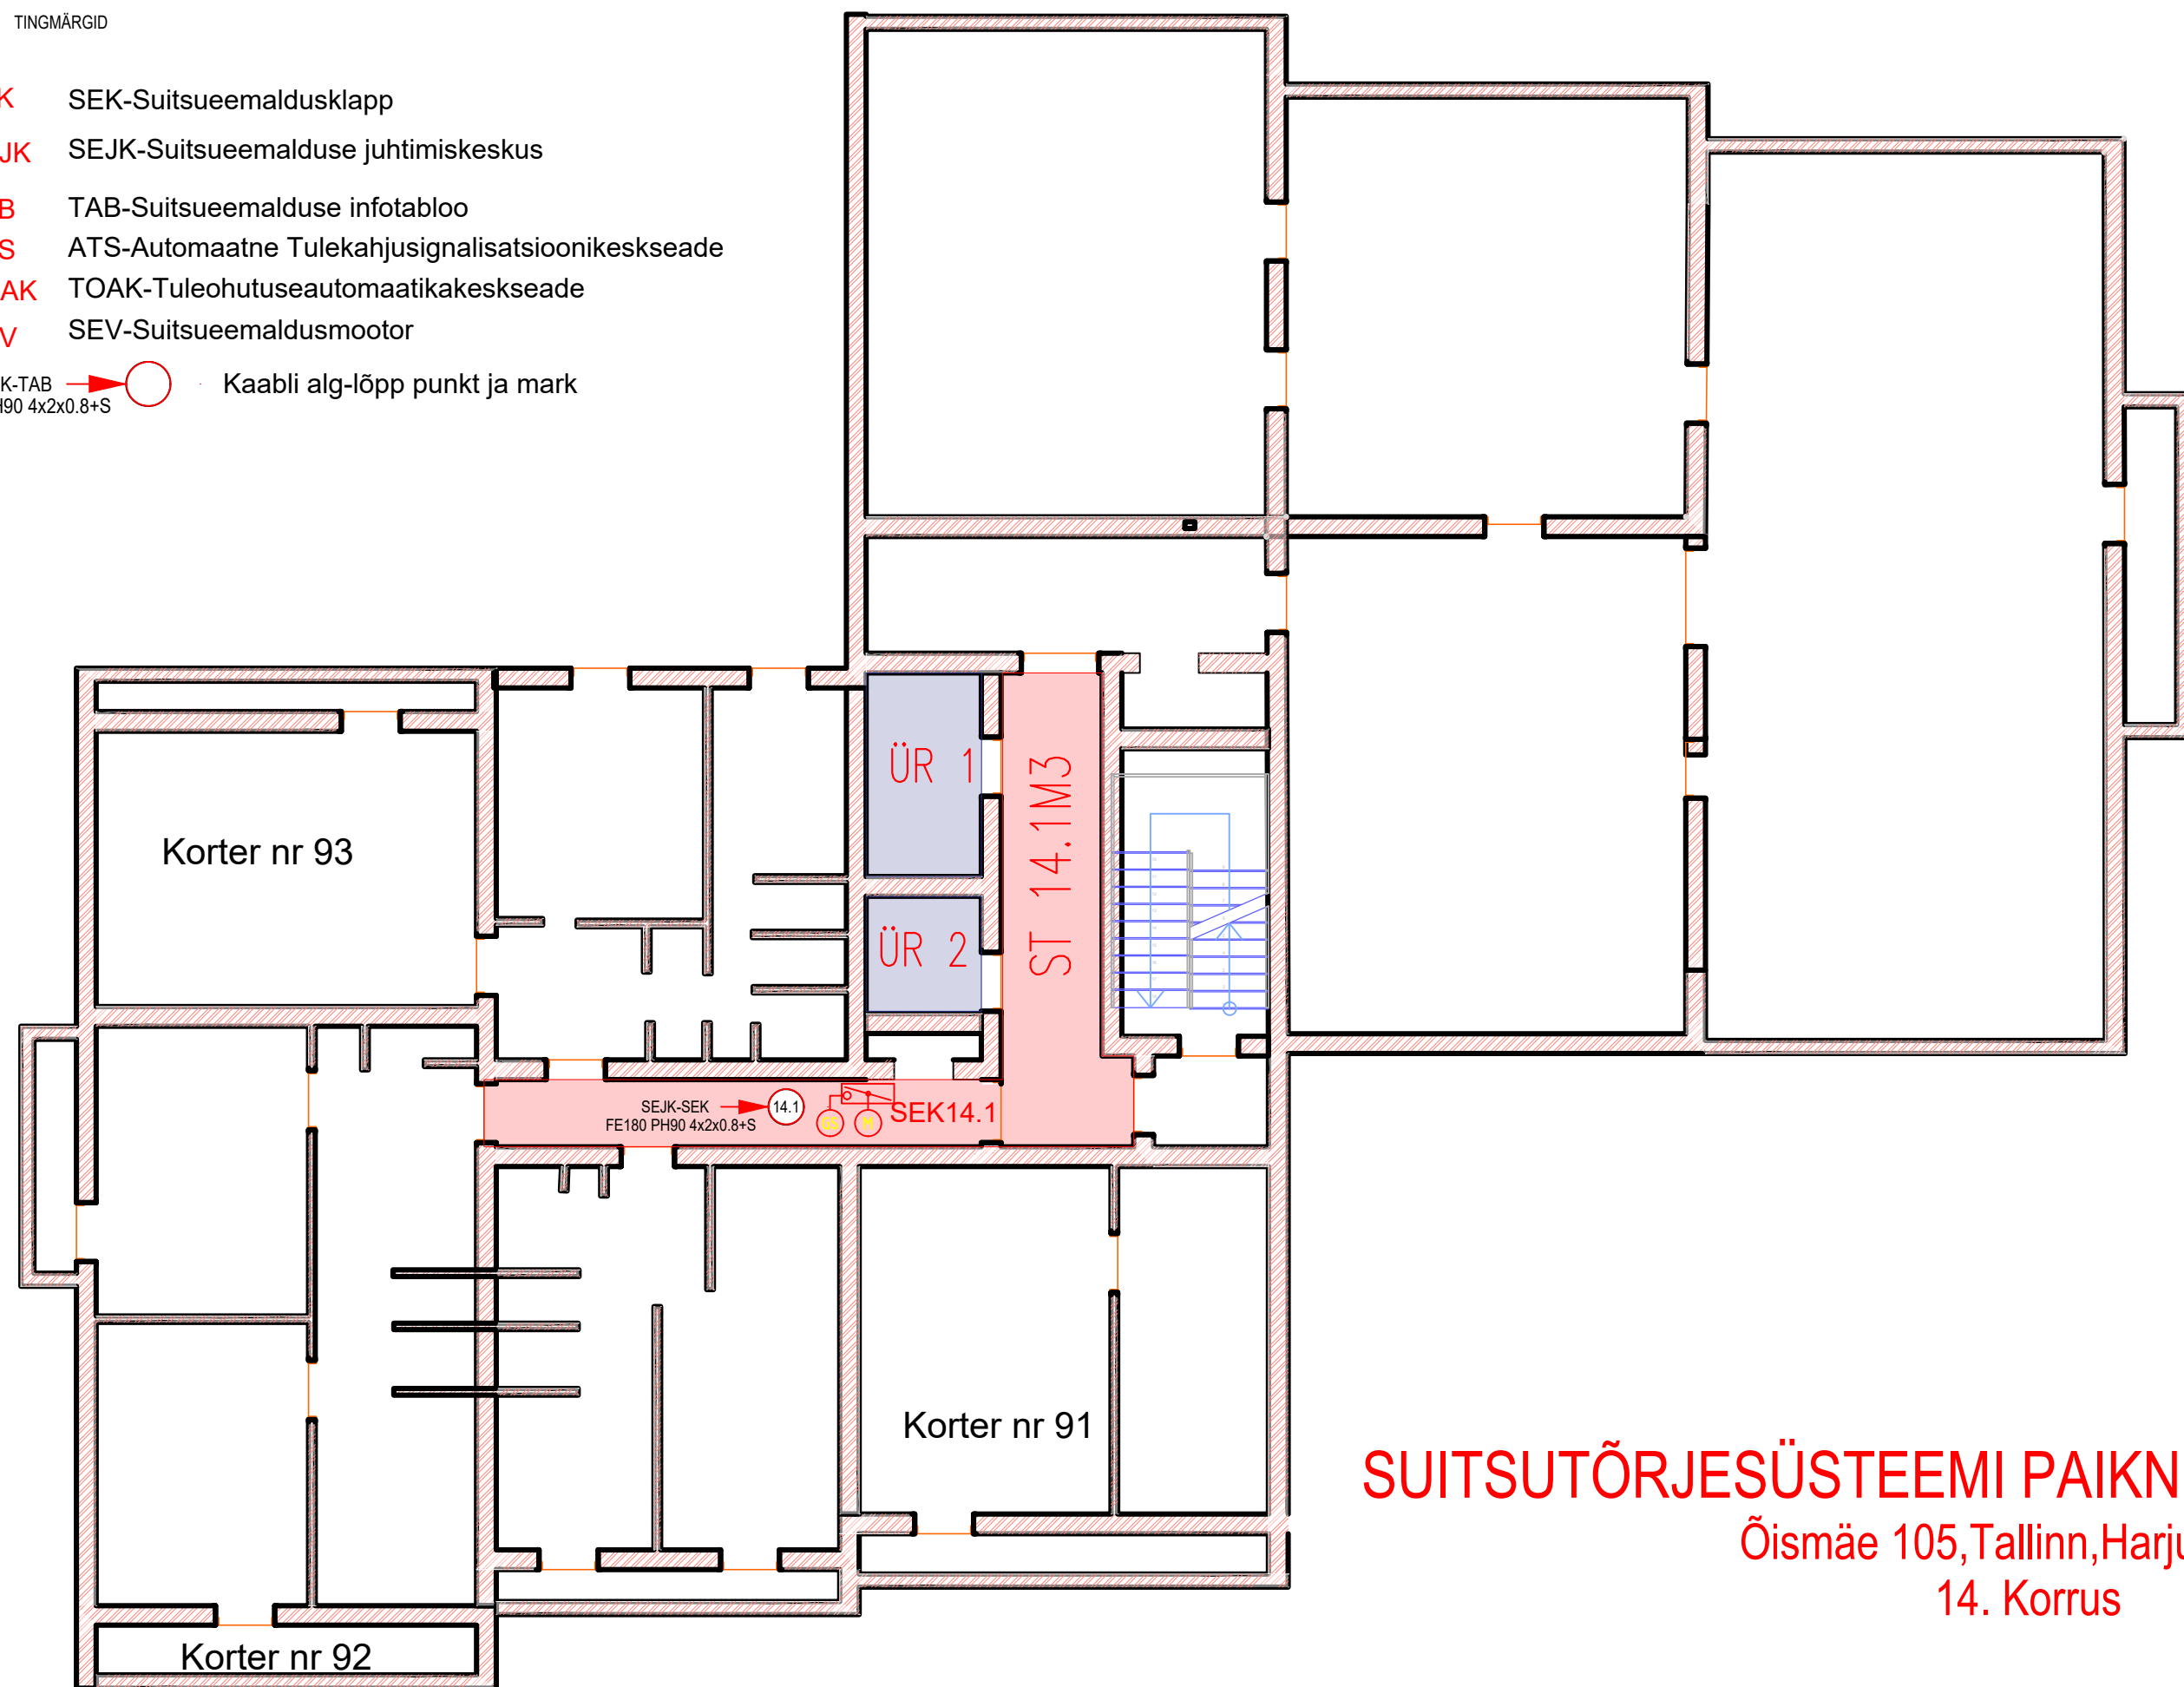 TINGMÄRGID
K SEK-Suitsueemaldusklapp
JK SEJK-Suitsueemalduse juhtimiskeskus
B TAB-Suitsueemalduse infotabloo
S ATS-Automaatne Tulekahjusignalisatsioonikeskseade
AK TOAK-Tuleohutuseautomaatikakeskseade
V SEV-Suitsueemaldusmootor
K-TAB
H90 4x2x0.8+S
Kaabli alg-lõpp punkt ja mark
ÜR 1
ST 14.1M3
Korter nr 93
ÜR 2
SEJK-SEK
FE180 PH90 4x2x0.8+S
14.1
GS
M
SEK14.1
Korter nr 91
Korter nr 92
SUITSUTÕRJESÜSTEEMI PAIKN
Õismäe 105,Tallinn,Harju
14. Korrus